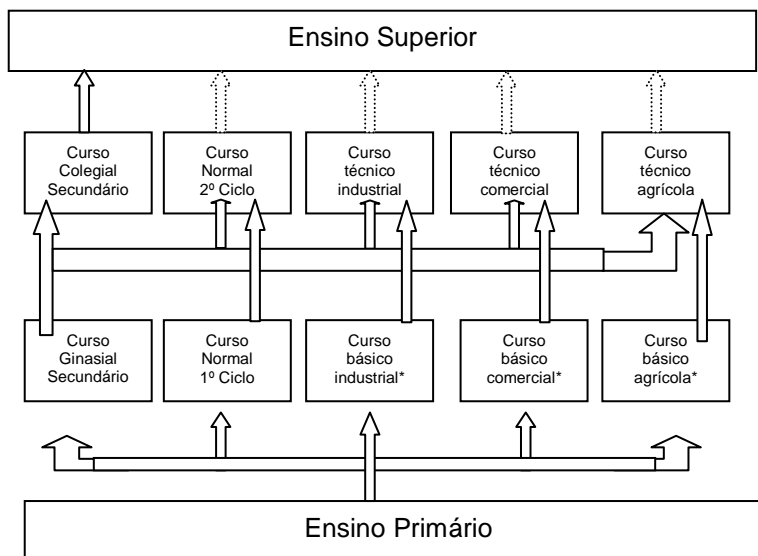 Ensino Superior
Curso
Colegial
Secundário
Curso
Normal
2º Ciclo
Curso
técnico
industrial
Curso
técnico
comercial
Curso
técnico
agrícola
Curso
Ginasial
Secundário
Curso
Normal
1º Ciclo
Curso
básico
industrial*
Curso
básico
comercial*
Curso
básico
agrícola*
Ensino Primário